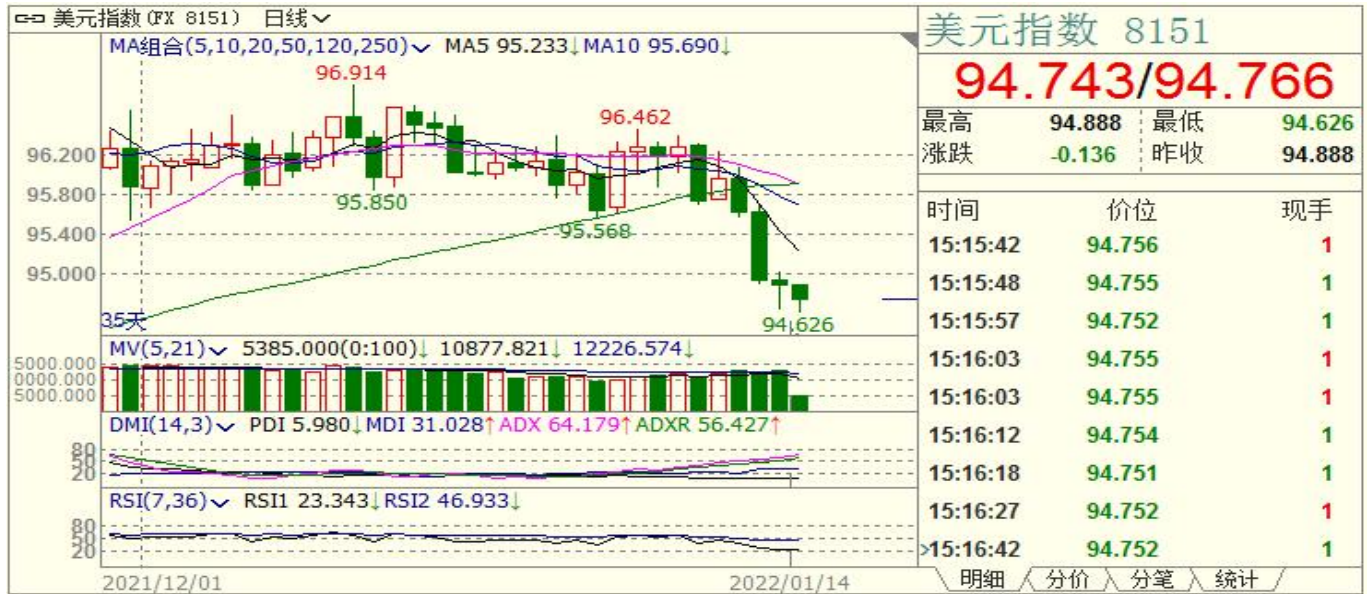 美元指数(FX 8151) 日线
MA组合(5,10,20,50,120,250) MA5 95.233↓ MA10 95.690↓
96.914
96.462
96.200
95.800
95.850
95.568
95.400
95.000
35天
94.626
MV(5,21) 5385.000(0:100)↓ 10877.821↓ 12226.574↓
5000.000
0000.000
5000.000
DMI(14,3) PDI 5.980↓ MDI 31.028↑ ADX 64.179↑ ADXR 56.427↑
80
50
20
RSI(7,36) RSI1 23.343↓ RSI2 46.933↓
80
50
20
2021/12/01 2022/01/14
美元指数 8151
94.743/94.766
最高 94.888 最低 94.626
涨跌 -0.136 昨收 94.888
时间 价位 现手
15:15:42 94.756 1
15:15:48 94.755 1
15:15:57 94.752 1
15:16:03 94.755 1
15:16:03 94.755 1
15:16:12 94.754 1
15:16:18 94.751 1
15:16:27 94.752 1
>15:16:42 94.752 1
明细 分价 分笔 统计